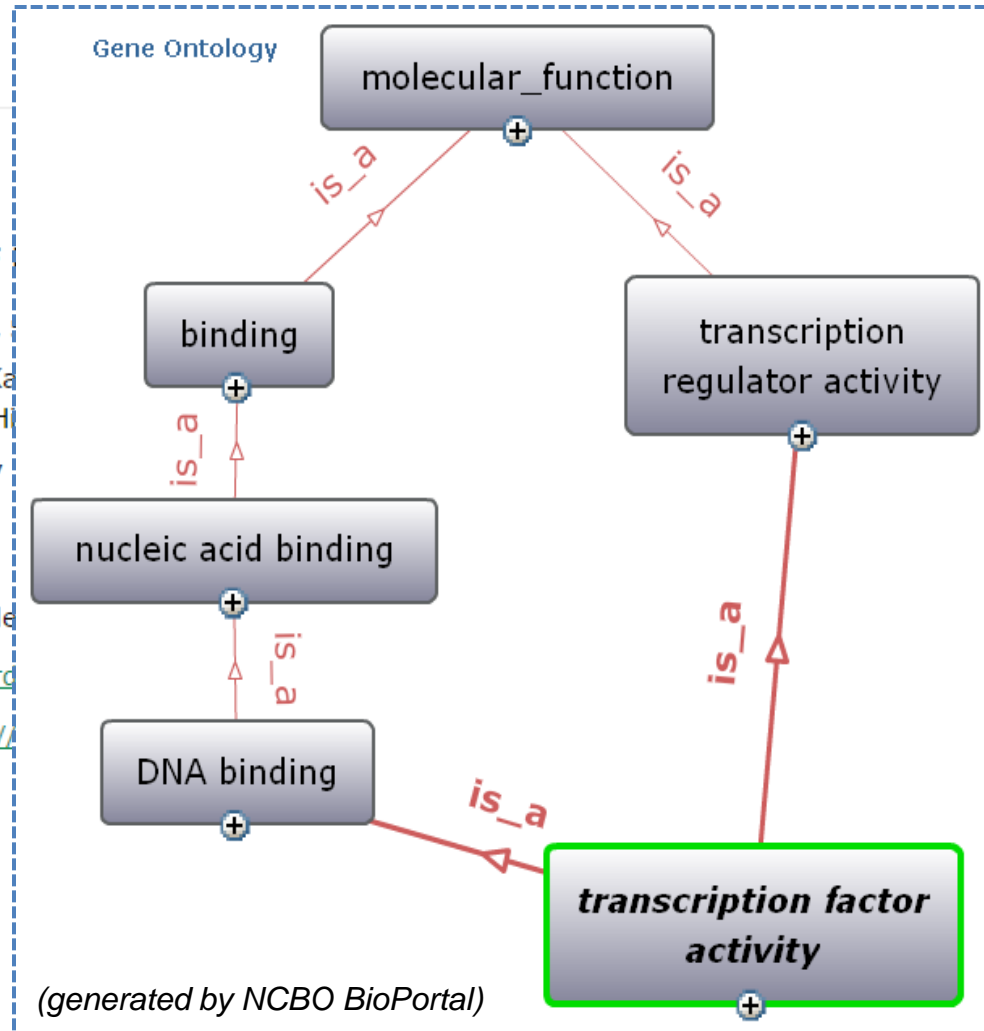 Gene Ontology
molecular_function
is_a
is_a
binding
transcription
regulator activity
is_a
nucleic acid binding
is_a
is_a
DNA binding
is_a
transcription factor
activity
(generated by NCBO BioPortal)